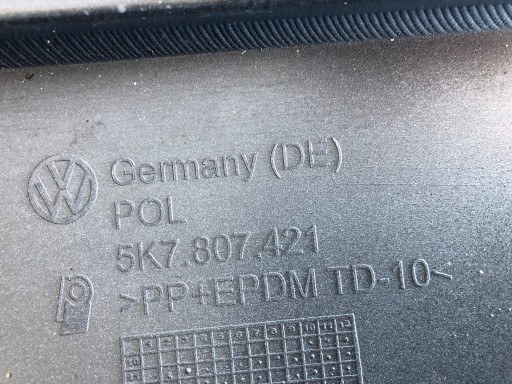 Germany (DE)
POL
5K7.807.421
>PP+EPDM TD-10<